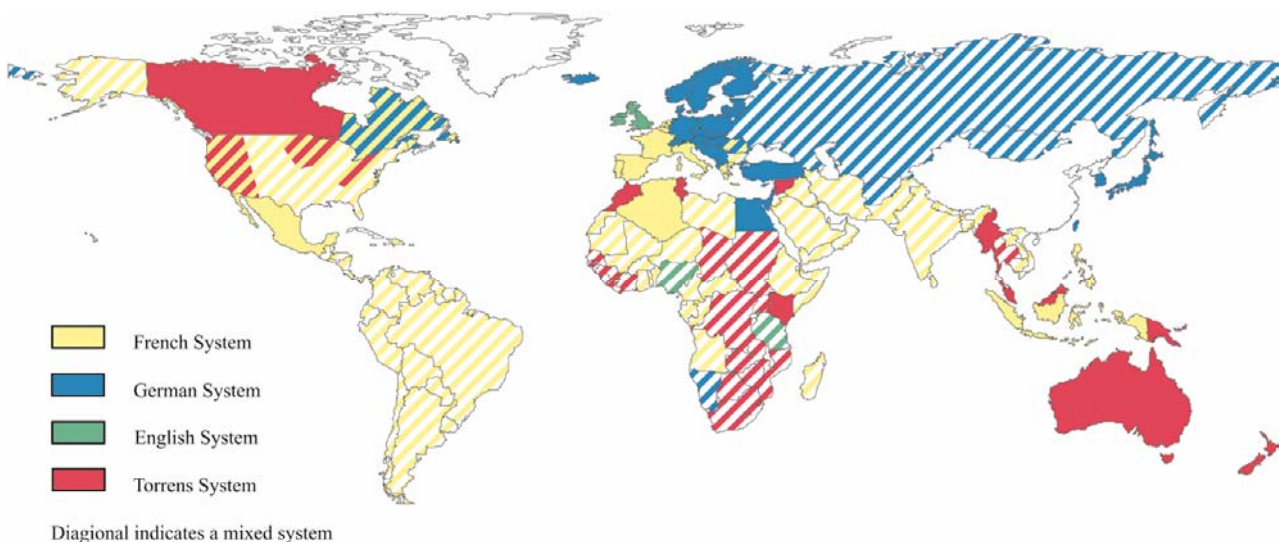 French System
German System
English System
Torrens System
Diagional indicates a mixed system